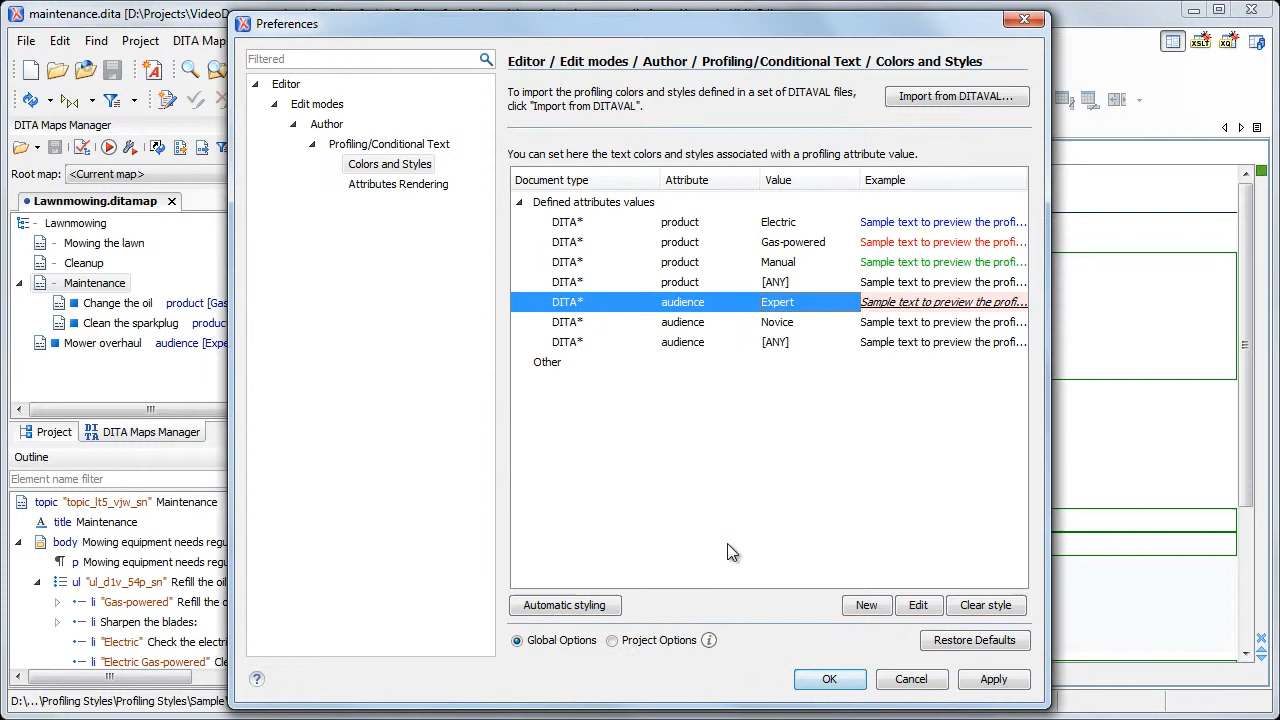 maintenance.dita [D:\Projects\VideoD
Preferences
File Edit Find Project DITA Map
XSLT XQ
DITA Maps Manager
Root map: <Current map>
Lawnmowing.ditamap
Lawnmowing
Mowing the lawn
Cleanup
Maintenance
Change the oil product [Gas
Clean the sparkplug produc
Mower overhaul audience [Expe
Project
DITA Maps Manager
Outline
Element name filter
topic "topic_lt5_vjw_sn" Maintenance
title Maintenance
body Mowing equipment needs regu
p Mowing equipment needs regu
ul "ul_d1v_54p_sn" Refill the oil
li "Gas-powered" Refill the o
li Sharpen the blades:
li "Electric" Check the electri
li "Electric Gas-powered" Cle
D:\...\Profiling Styles\Profiling Styles\Sample
Filtered
Editor
Edit modes
Author
Profiling/Conditional Text
Colors and Styles
Attributes Rendering
Editor / Edit modes / Author / Profiling/Conditional Text / Colors and Styles
To import the profiling colors and styles defined in a set of DITAVAL files,
click "Import from DITAVAL".
Import from DITAVAL...
You can set here the text colors and styles associated with a profiling attribute value.
Document type Attribute Value Example
Defined attributes values
DITA* product Electric Sample text to preview the profi...
DITA* product Gas-powered Sample text to preview the profi...
DITA* product Manual Sample text to preview the profi...
DITA* product [ANY] Sample text to preview the profi...
DITA* audience Expert Sample text to preview the profi...
DITA* audience Novice Sample text to preview the profi...
DITA* audience [ANY] Sample text to preview the profi...
Other
Automatic styling New Edit Clear style
Global Options Project Options Restore Defaults
OK Cancel Apply